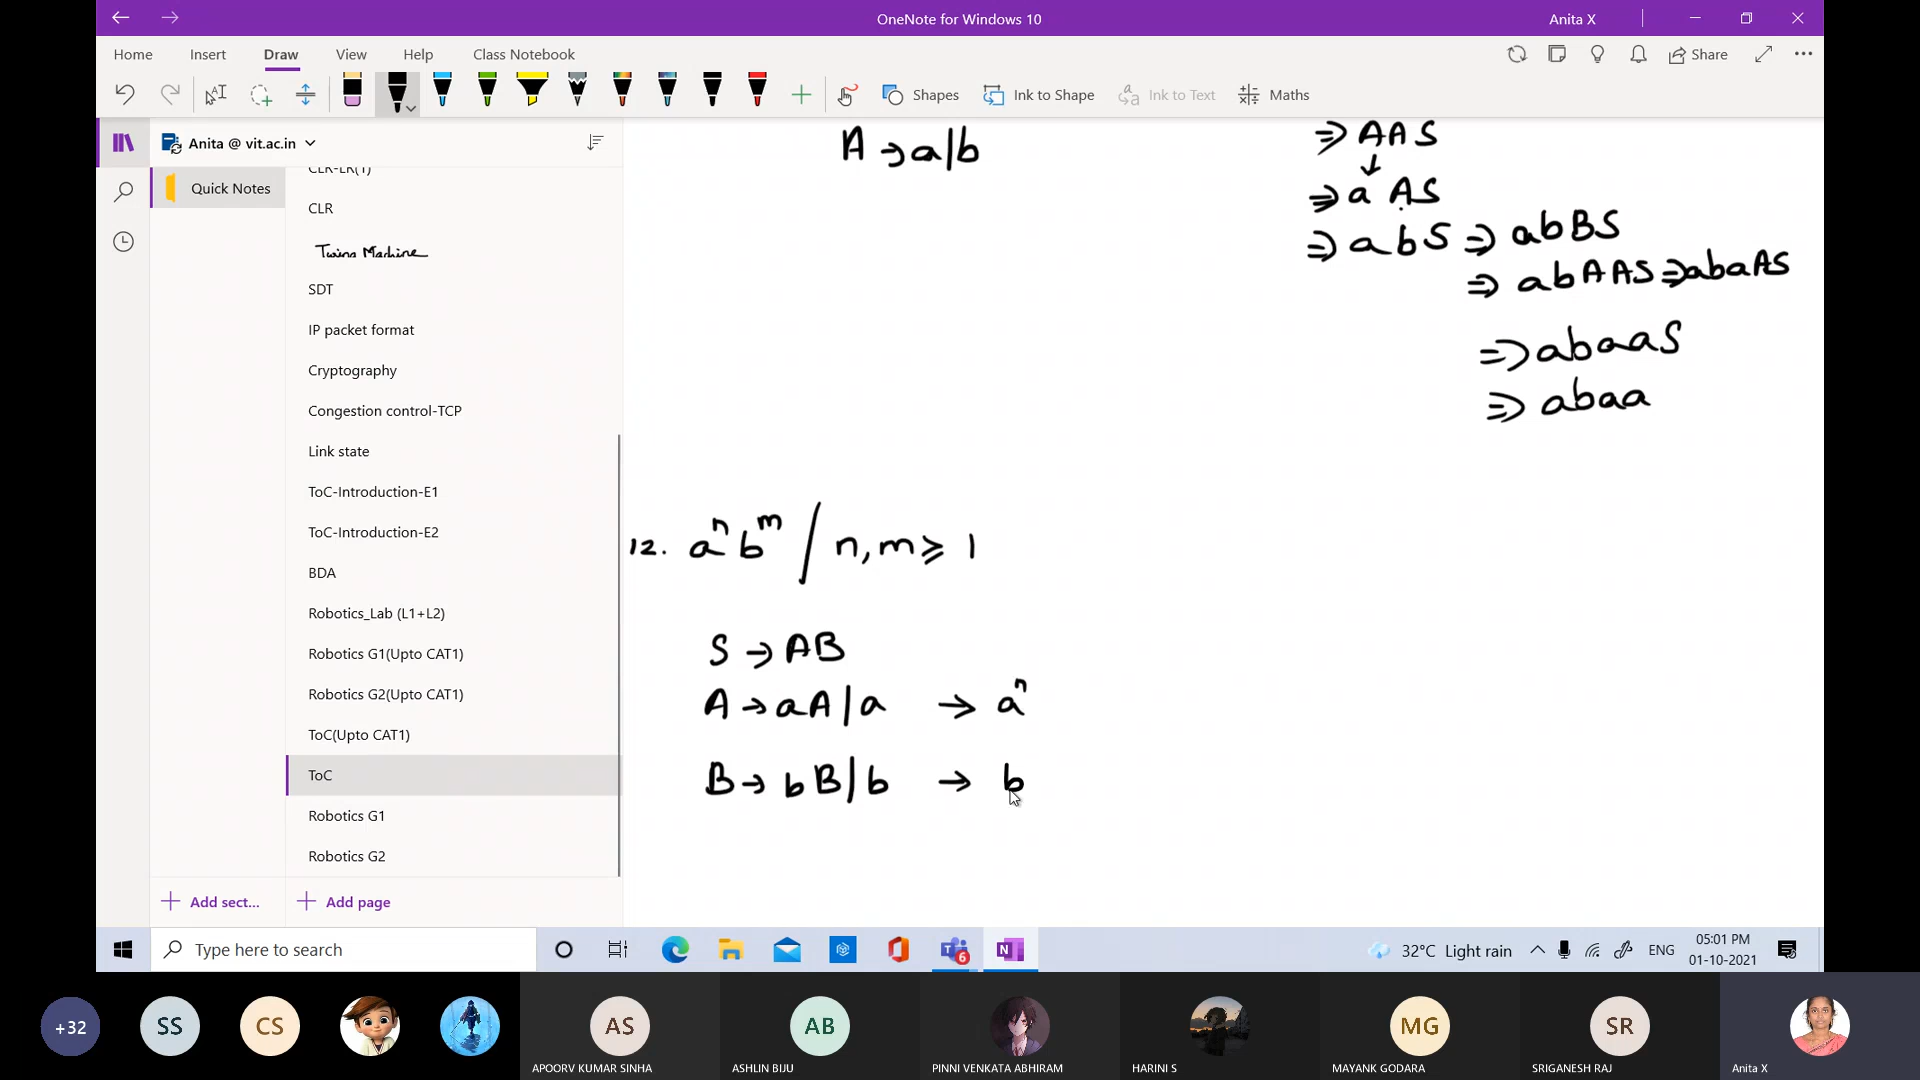 OneNote for Windows 10
Anita X
Home Insert Draw View Help Class Notebook
Share
Shapes Ink to Shape Ink to Text Maths
Anita @ vit.ac.in
Quick Notes
CLR-LR(1)
CLR
Turing Machine
SDT
IP packet format
Cryptography
Congestion control-TCP
Link state
ToC-Introduction-E1
ToC-Introduction-E2
BDA
Robotics_Lab (L1+L2)
Robotics G1(Upto CAT1)
Robotics G2(Upto CAT1)
ToC(Upto CAT1)
ToC
Robotics G1
Robotics G2
Add sect...
Add page
A → a|b
⇒ AAS
↓
⇒ a AS
⇒ abS ⇒ abBS
⇒ abAAS ⇒ abaAS
⇒ abaaS
⇒ abaa
12. aⁿ bᵐ / n, m ⩾ 1
S → AB
A → aA|a → aⁿ
B → bB|b → b
Type here to search
6
32°C Light rain
ENG
05:01 PM
01-10-2021
+32
SS
CS
AS
AB
MG
SR
APOORV KUMAR SINHA
ASHLIN BIJU
PINNI VENKATA ABHIRAM
HARINI S
MAYANK GODARA
SRIGANESH RAJ
Anita X